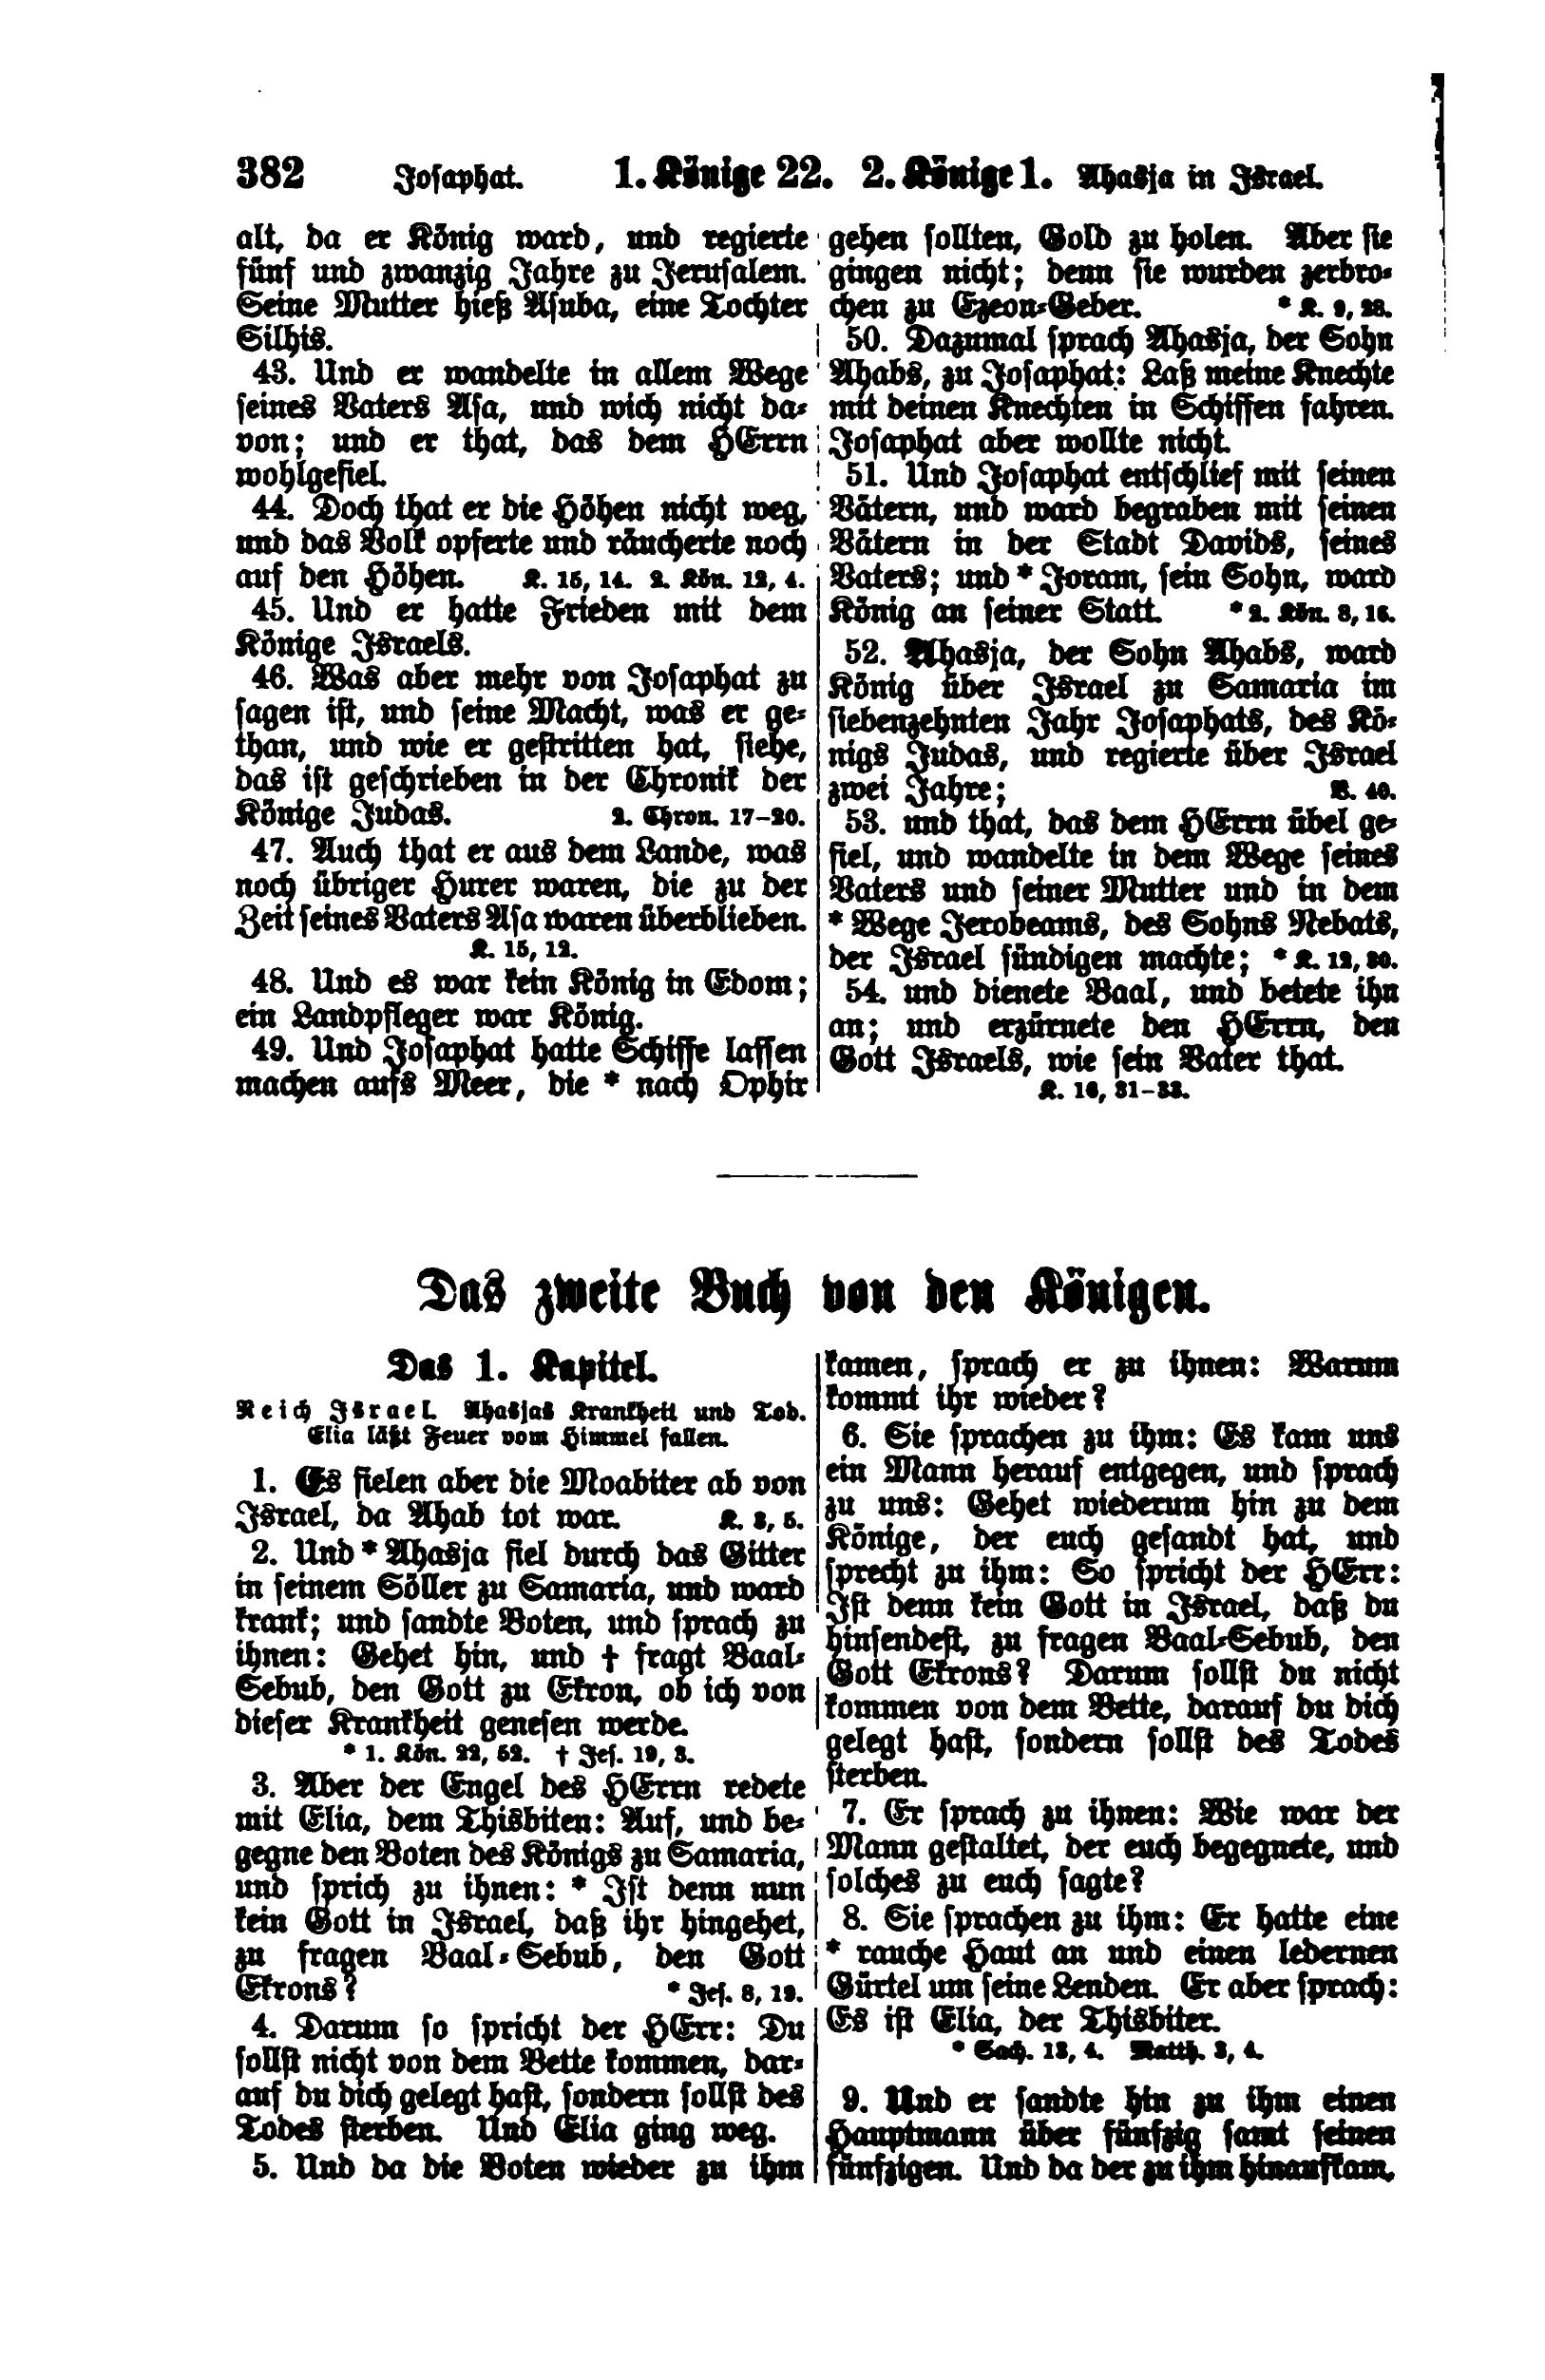 382 Josaphat. 1. Könige 22. 2. Könige 1. Ahasja in Israel.
alt, da er König ward, und regierte
fünf und zwanzig Jahre zu Jerusalem.
Seine Mutter hieß Asuba, eine Tochter
Silhis.
43. Und er wandelte in allem Wege
seines Vaters Asa, und wich nicht da-
von; und er that, das dem HErrn
wohlgefiel.
44. Doch that er die Höhen nicht weg,
und das Volk opferte und räucherte noch
auf den Höhen. K. 15, 14. 2. Kön. 12, 4.
45. Und er hatte Frieden mit dem
Könige Israels.
46. Was aber mehr von Josaphat zu
sagen ist, und seine Macht, was er ge-
than, und wie er gestritten hat, siehe,
das ist geschrieben in der Chronik der
Könige Judas. 2. Chron. 17–20.
47. Auch that er aus dem Lande, was
noch übriger Hurer waren, die zu der
Zeit seines Vaters Asa waren überblieben.
K. 15, 12.
48. Und es war kein König in Edom;
ein Landpfleger war König.
49. Und Josaphat hatte Schiffe lassen
machen aufs Meer, die * nach Ophir
gehen sollten, Gold zu holen. Aber sie
gingen nicht; denn sie wurden zerbro-
chen zu Ezeon-Geber. * K. 9, 28.
50. Dazumal sprach Ahasja, der Sohn
Ahabs, zu Josaphat: Laß meine Knechte
mit deinen Knechten in Schiffen fahren.
Josaphat aber wollte nicht.
51. Und Josaphat entschlief mit seinen
Vätern, und ward begraben mit seinen
Vätern in der Stadt Davids, seines
Vaters; und * Joram, sein Sohn, ward
König an seiner Statt. * 2. Kön. 8, 16.
52. Ahasja, der Sohn Ahabs, ward
König über Israel zu Samaria im
siebenzehnten Jahr Josaphats, des Kö-
nigs Judas, und regierte über Israel
zwei Jahre; V. 40.
53. und that, das dem HErrn übel ge-
fiel, und wandelte in dem Wege seines
Vaters und seiner Mutter und in dem
* Wege Jerobeams, des Sohns Nebats,
der Israel sündigen machte; * K. 12, 30.
54. und dienete Baal, und betete ihn
an; und erzürnete den HErrn, den
Gott Israels, wie sein Vater that.
K. 16, 31–33.
Das zweite Buch von den Königen.
Das 1. Kapitel.
Reich Israel. Ahasjas Krankheit und Tod.
Elia läßt Feuer vom Himmel fallen.
1. Es fielen aber die Moabiter ab von
Israel, da Ahab tot war. K. 3, 5.
2. Und * Ahasja fiel durch das Gitter
in seinem Söller zu Samaria, und ward
krank; und sandte Boten, und sprach zu
ihnen: Gehet hin, und † fragt Baal-
Sebub, den Gott zu Ekron, ob ich von
dieser Krankheit genesen werde.
* 1. Kön. 22, 52. † Jes. 19, 3.
3. Aber der Engel des HErrn redete
mit Elia, dem Thisbiten: Auf, und be-
gegne den Boten des Königs zu Samaria,
und sprich zu ihnen: * Ist denn nun
kein Gott in Israel, daß ihr hingehet,
zu fragen Baal-Sebub, den Gott
Ekrons? * Jes. 8, 19.
4. Darum so spricht der HErr: Du
sollst nicht von dem Bette kommen, dar-
auf du dich gelegt hast, sondern sollst des
Todes sterben. Und Elia ging weg.
5. Und da die Boten wieder zu ihm
kamen, sprach er zu ihnen: Warum
kommt ihr wieder?
6. Sie sprachen zu ihm: Es kam uns
ein Mann herauf entgegen, und sprach
zu uns: Gehet wiederum hin zu dem
Könige, der euch gesandt hat, und
sprecht zu ihm: So spricht der HErr:
Ist denn kein Gott in Israel, daß du
hinsendest, zu fragen Baal-Sebub, den
Gott Ekrons? Darum sollst du nicht
kommen von dem Bette, darauf du dich
gelegt hast, sondern sollst des Todes
sterben.
7. Er sprach zu ihnen: Wie war der
Mann gestaltet, der euch begegnete, und
solches zu euch sagte?
8. Sie sprachen zu ihm: Er hatte eine
* rauche Haut an und einen ledernen
Gürtel um seine Lenden. Er aber sprach:
Es ist Elia, der Thisbiter.
* Sach. 13, 4. Matth. 3, 4.
9. Und er sandte hin zu ihm einen
Hauptmann über fünfzig samt seinen
fünfzigen. Und da der zu ihm hinaufkam,